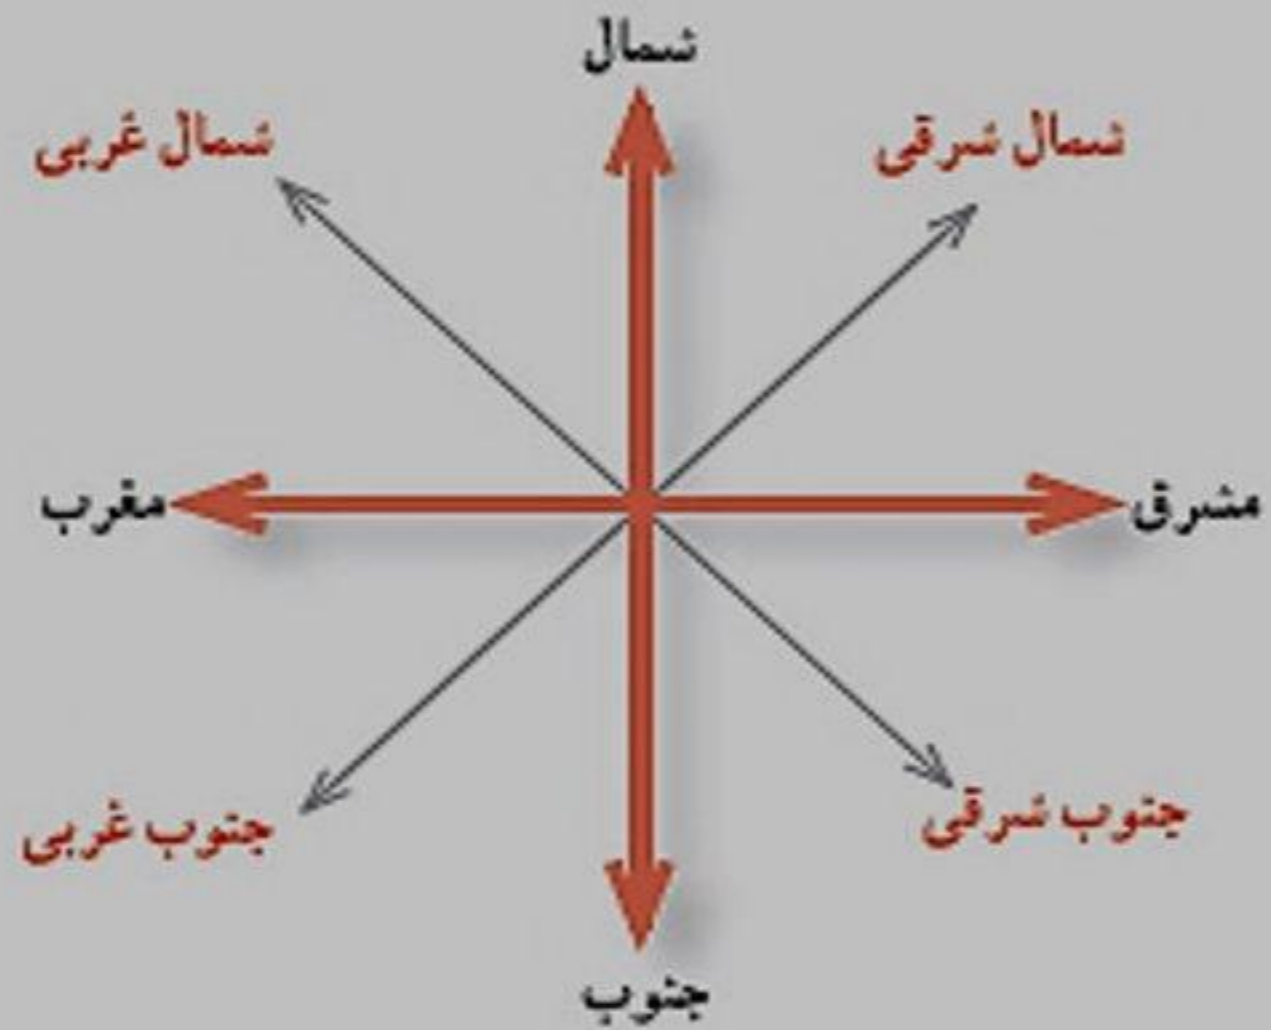 شمال
شمال شرقی
شمال غربی
مشرق
مغرب
جنوب شرقی
جنوب غربی
جنوب